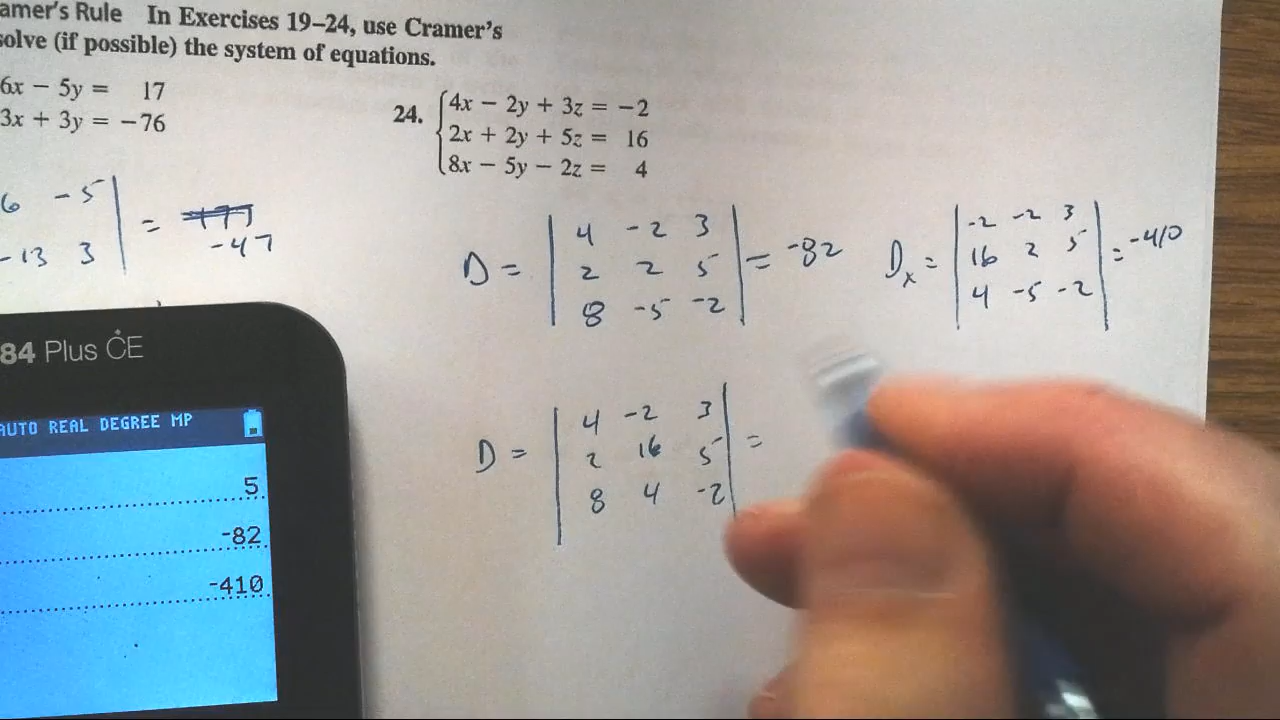 amer's Rule In Exercises 19–24, use Cramer's
solve (if possible) the system of equations.
6x − 5y = 17
3x + 3y = −76
24. 4x − 2y + 3z = −2
2x + 2y + 5z = 16
8x − 5y − 2z = 4
6 -5
-13 3
=
-47
D =
4 -2 3
2 2 5
8 -5 -2
= -82
Dx =
-2 -2 3
16 2 5
4 -5 -2
= -410
D =
4 -2 3
2 16 5
8 4 -2
=
84 Plus CE
AUTO REAL DEGREE MP
5
-82
-410